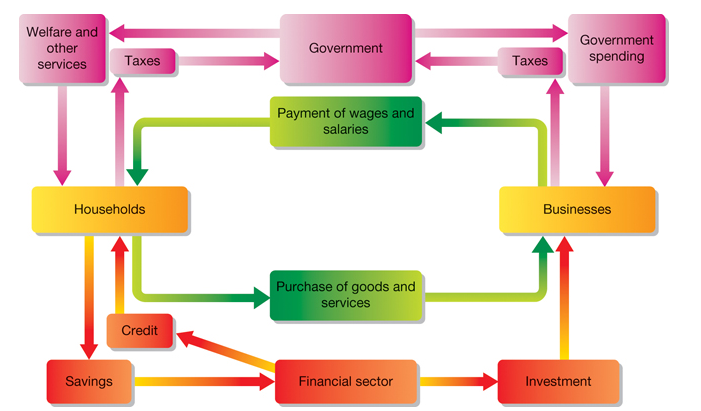 Welfare and
other
services
Government
Government
spending
Taxes
Taxes
Payment of wages and
salaries
Households
Businesses
Purchase of goods and
services
Credit
Savings
Financial sector
Investment